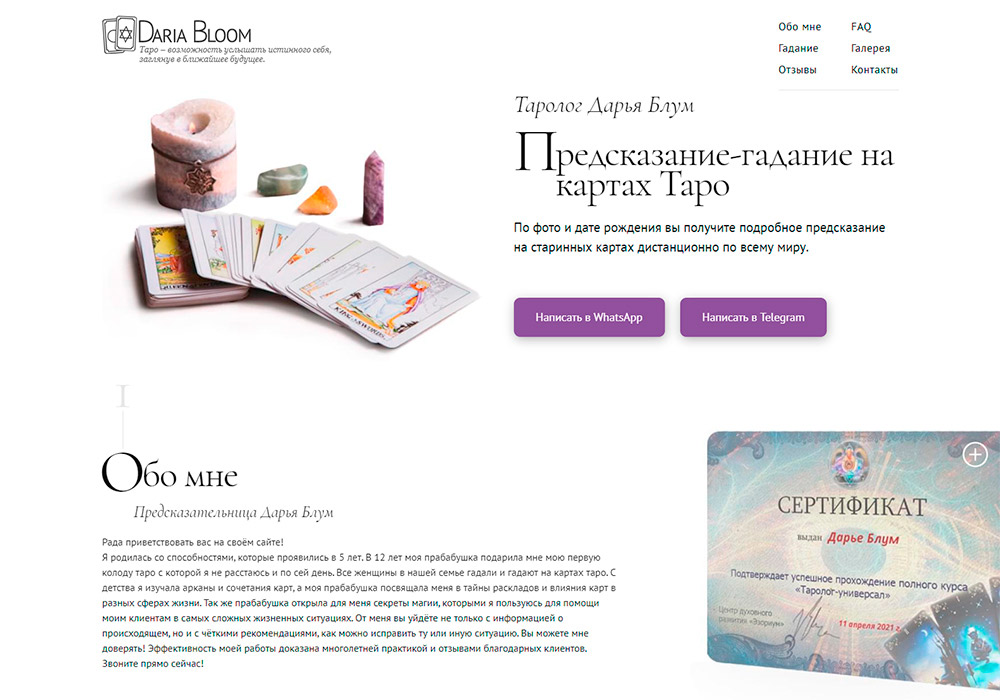 DARIA BLOOM
Таро – возможность услышать истинного себя,
заглянув в ближайшее будущее.
Обо мне
FAQ
Гадание
Галерея
Отзывы
Контакты
Таролог Дарья Блум
Предсказание-гадание на
картах Таро
По фото и дате рождения вы получите подробное предсказание
на старинных картах дистанционно по всему миру.
Написать в WhatsApp
Написать в Telegram
I
Обо мне
Предсказательница Дарья Блум
Рада приветствовать вас на своём сайте!
Я родилась со способностями, которые проявились в 5 лет. В 12 лет моя прабабушка подарила мне мою первую
колоду таро с которой я не расстаюсь и по сей день. Все женщины в нашей семье гадали и гадают на картах таро. С
детства я изучала арканы и сочетания карт, а моя прабабушка посвящала меня в тайны раскладов и влияния карт в
разных сферах жизни. Так же прабабушка открыла для меня секреты магии, которыми я пользуюсь для помощи
моим клиентам в самых сложных жизненных ситуациях. От меня вы уйдёте не только с информацией о
происходящем, но и с чёткими рекомендациями, как можно исправить ту или иную ситуацию. Вы можете мне
доверять! Эффективность моей работы доказана многолетней практикой и отзывами благодарных клиентов.
Звоните прямо сейчас!
СЕРТИФИКАТ
выдан Дарье Блум
Подтверждает успешное прохождение полного курса
«Таролог-универсал»
Центр духовного
развития «Эзориум»
11 апреля 2021 г.